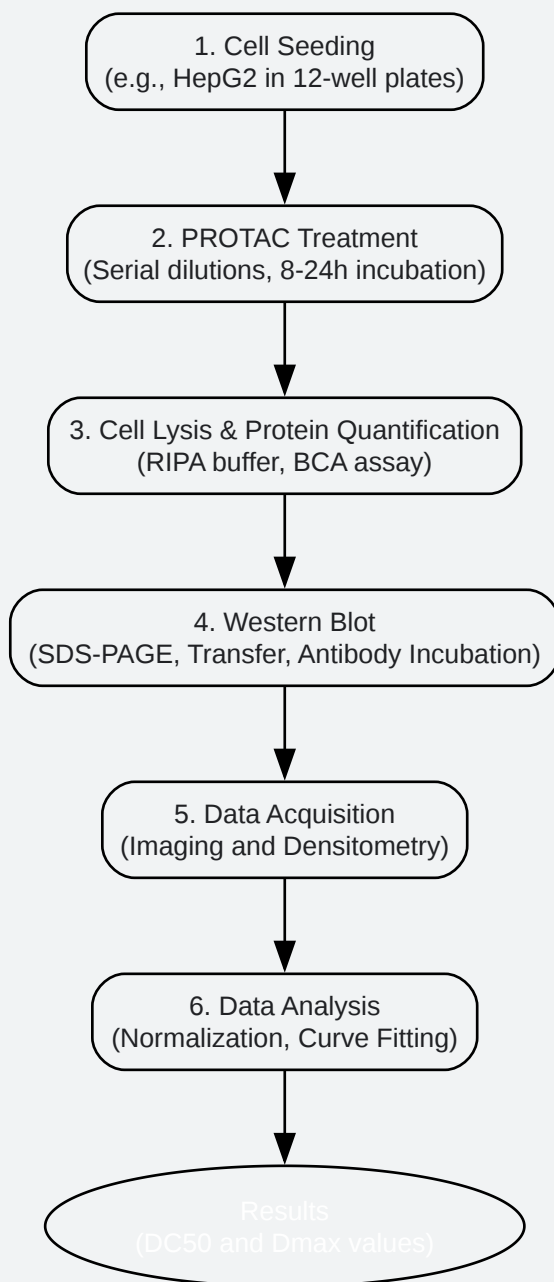 1. Cell Seeding
(e.g., HepG2 in 12-well plates)
2. PROTAC Treatment
(Serial dilutions, 8-24h incubation)
3. Cell Lysis & Protein Quantification
(RIPA buffer, BCA assay)
4. Western Blot
(SDS-PAGE, Transfer, Antibody Incubation)
5. Data Acquisition
(Imaging and Densitometry)
6. Data Analysis
(Normalization, Curve Fitting)
Results
(DC50 and Dmax values)